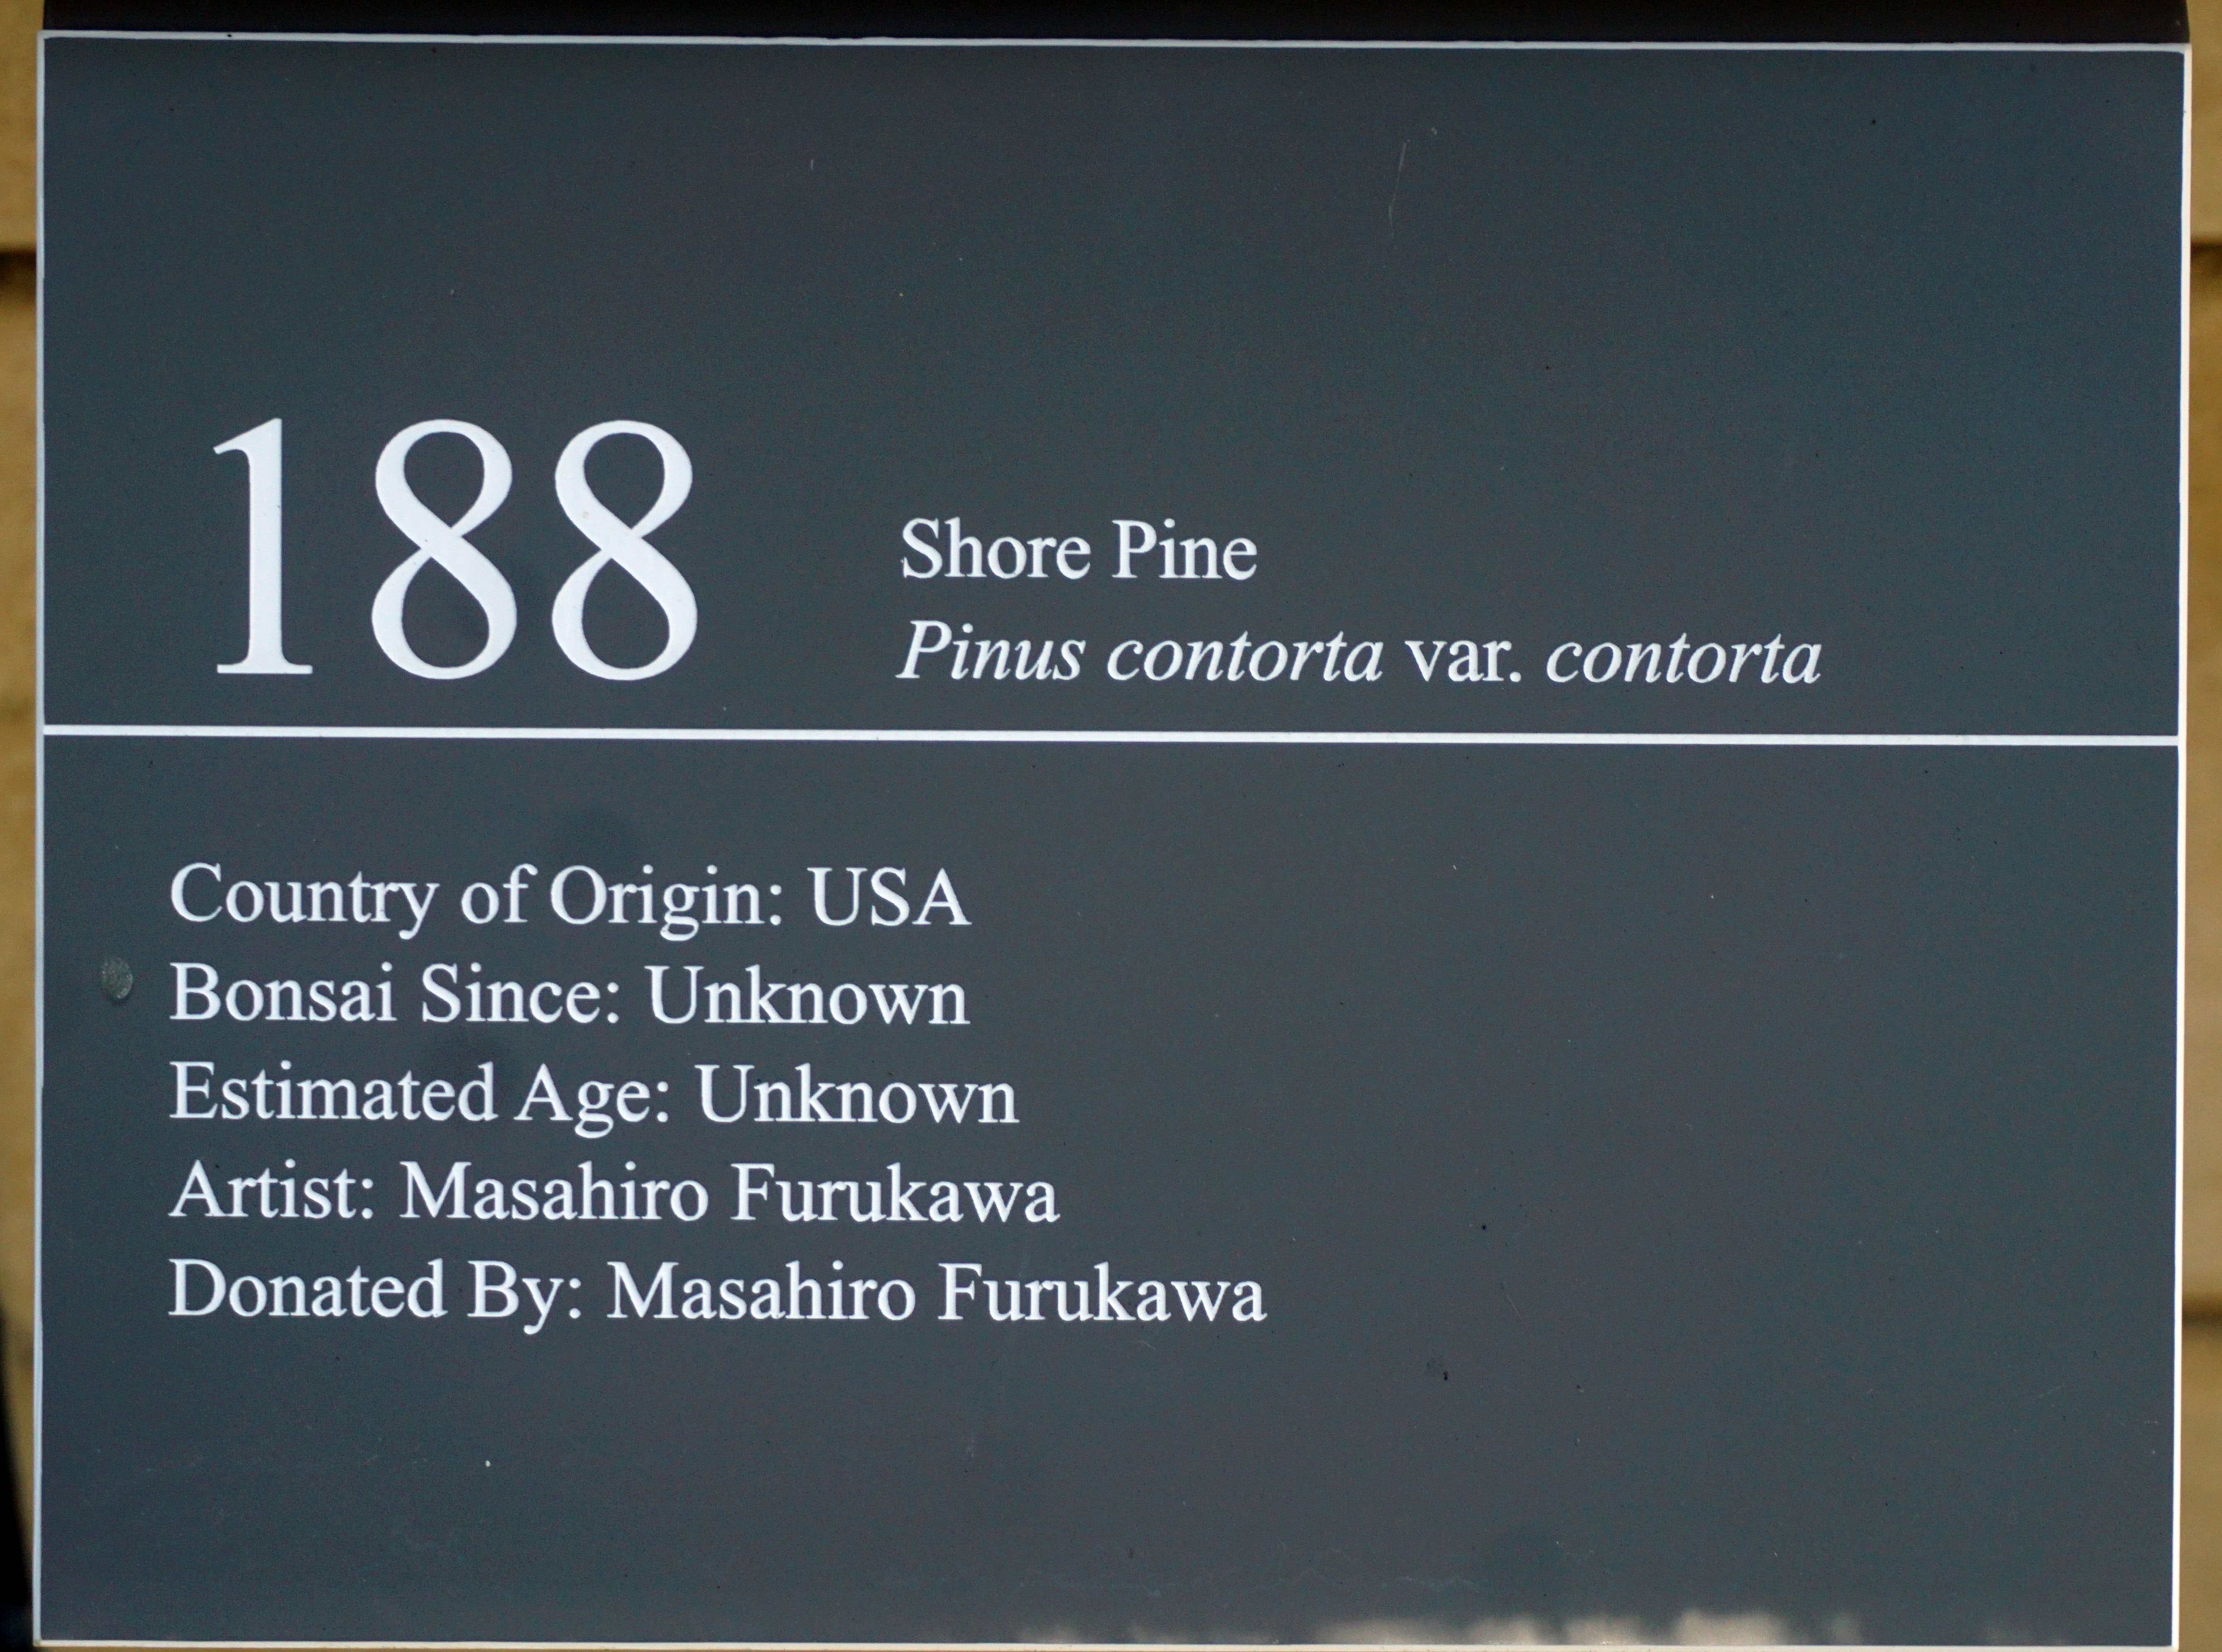 188
Shore Pine
Pinus contorta var. contorta
Country of Origin: USA
Bonsai Since: Unknown
Estimated Age: Unknown
Artist: Masahiro Furukawa
Donated By: Masahiro Furukawa